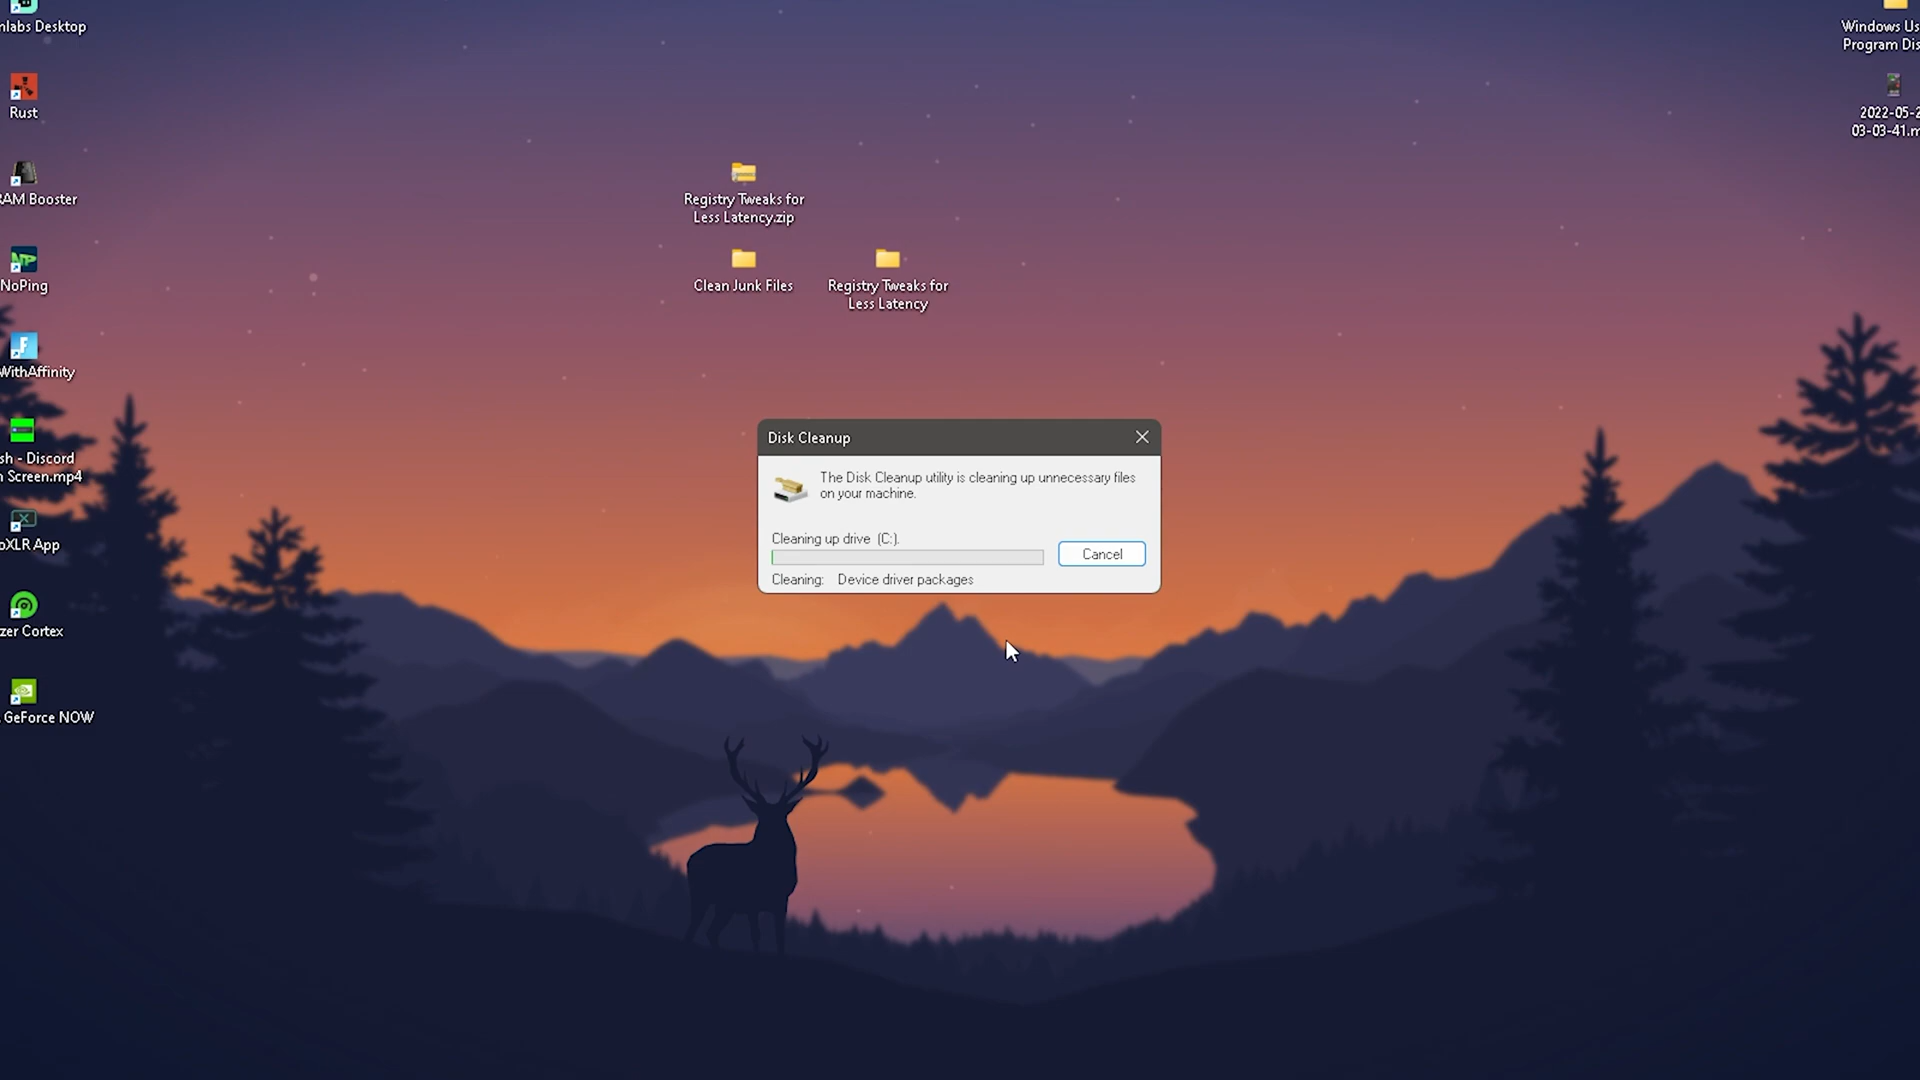 nlabs Desktop
Rust
RAM Booster
NoPing
WithAffinity
sh - Discord
n Screen.mp4
oXLR App
zer Cortex
GeForce NOW
Registry Tweaks for
Less Latency.zip
Clean Junk Files
Registry Tweaks for
Less Latency
Disk Cleanup
The Disk Cleanup utility is cleaning up unnecessary files
on your machine.
Cleaning up drive (C:).
Cancel
Cleaning: Device driver packages
Windows Us
Program Dis
2022-05-2
03-03-41.m